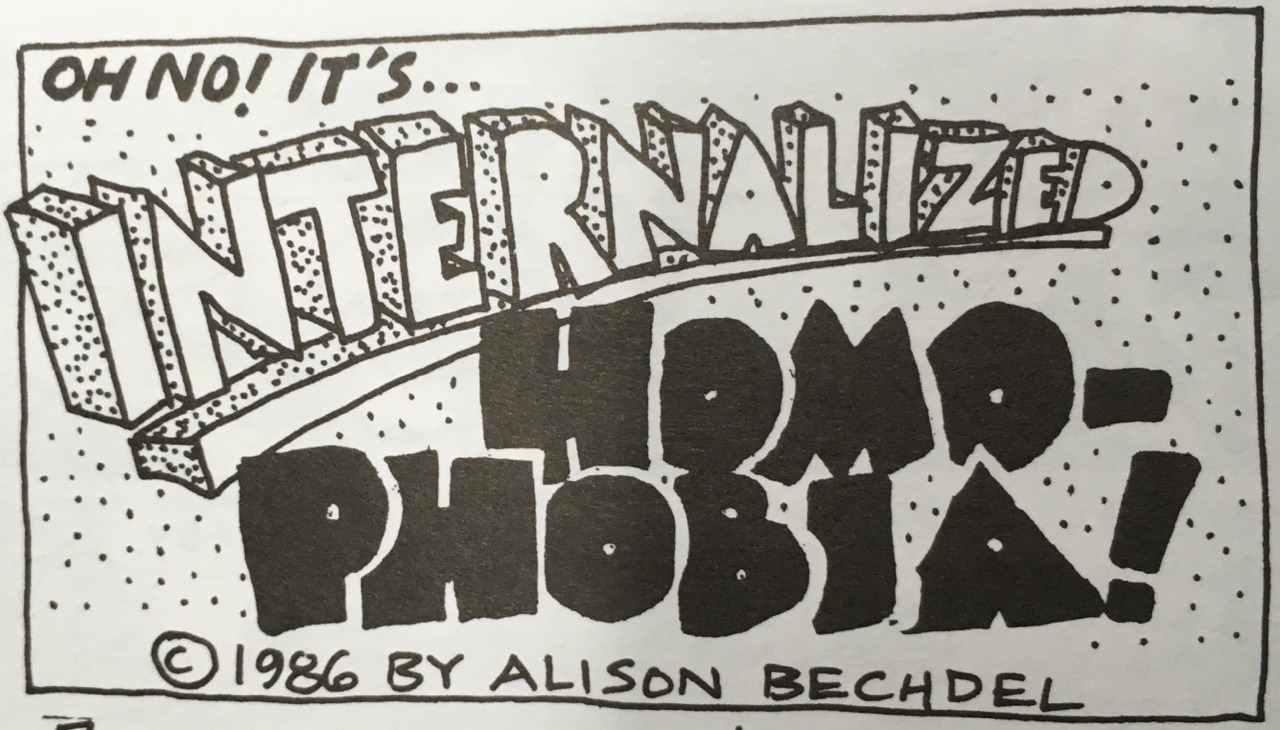 OH NO! IT'S...
INTERNALIZED
HOMO-
PHOBIA!
© 1986 BY ALISON BECHDEL